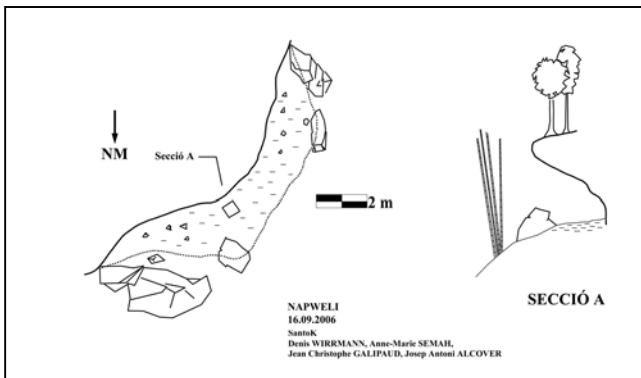 NM
Secció A
2 m
NAPWELI
16.09.2006
SantoK
Denis WIRRMANN, Anne-Marie SEMAH,
Jean Christophe GALIPAUD, Josep Antoni ALCOVER
SECCIÓ A